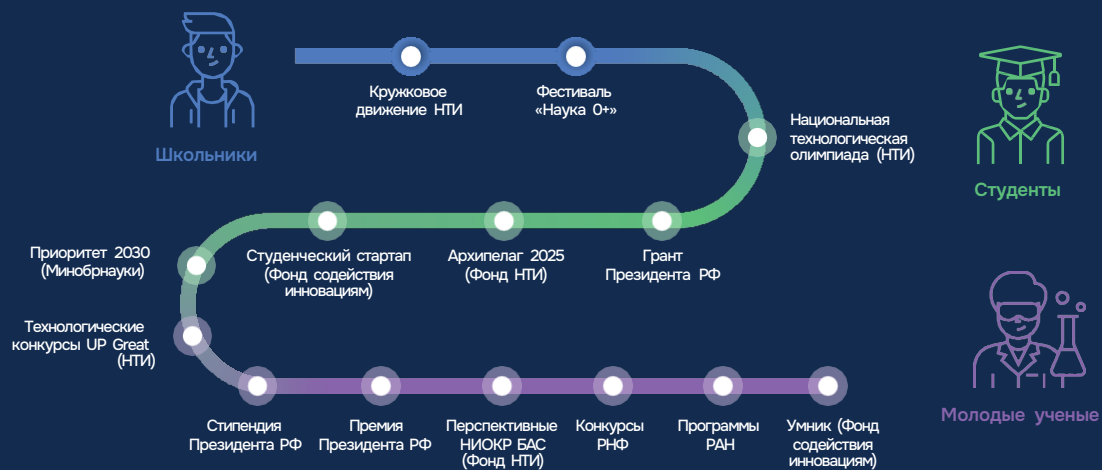 Школьники
Кружковое
движение НТИ
Фестиваль
«Наука 0+»
Национальная
технологическая
олимпиада (НТИ)
Студенты
Грант
Президента РФ
Архипелаг 2025
(Фонд НТИ)
Студенческий стартап
(Фонд содействия
инновациям)
Приоритет 2030
(Минобрнауки)
Технологические
конкурсы UP Great
(НТИ)
Стипендия
Президента РФ
Премия
Президента РФ
Перспективные
НИОКР БАС
(Фонд НТИ)
Конкурсы
РНФ
Программы
РАН
Умник (Фонд
содействия
инновациям)
Молодые ученые